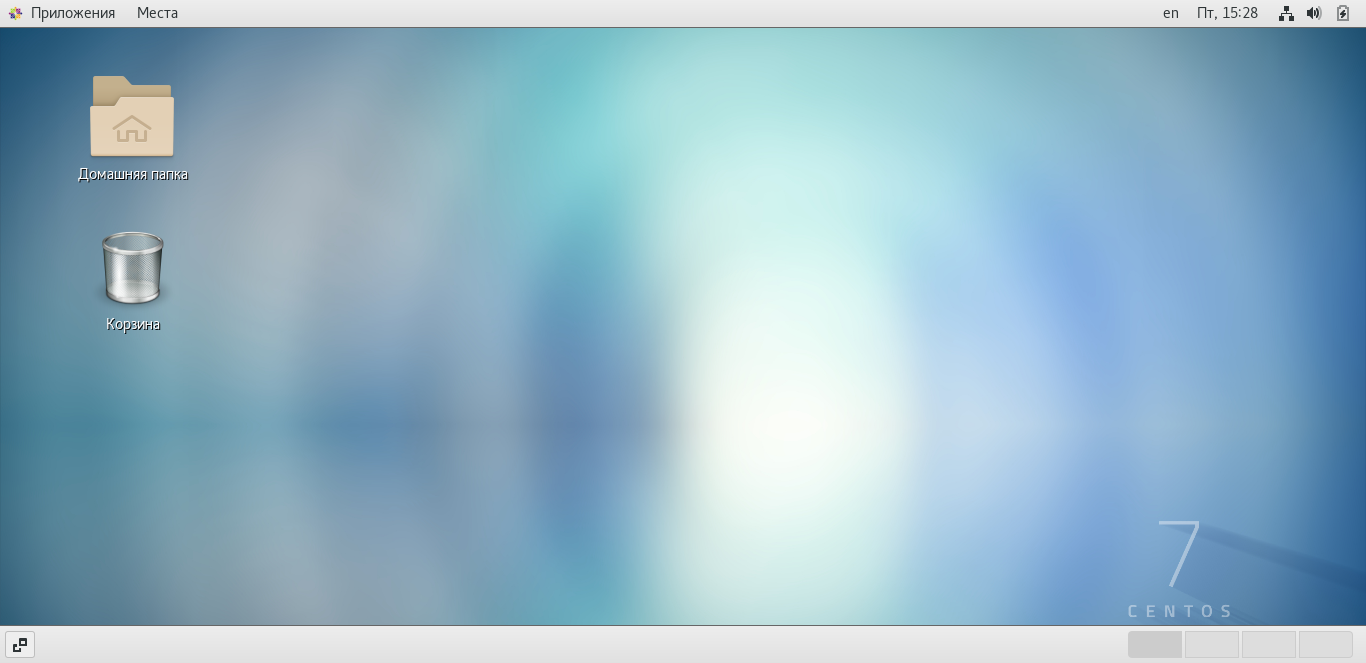 Приложения Места en Пт, 15:28
Домашняя папка
Корзина
7
CENTOS